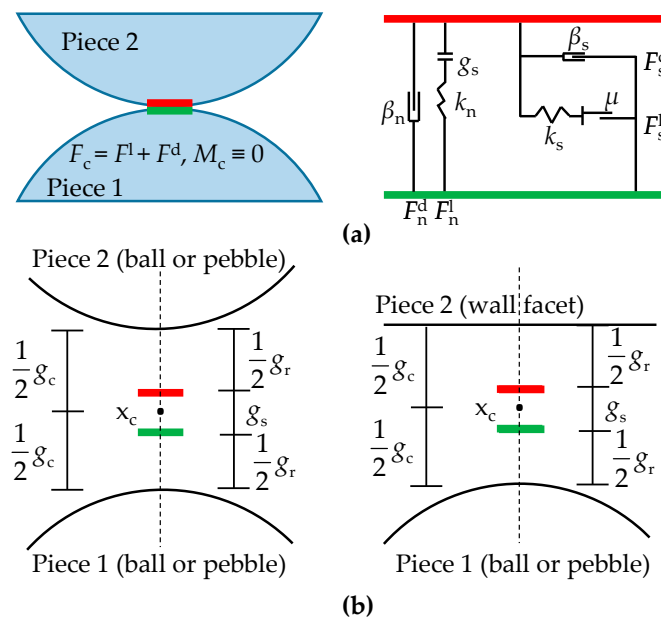 Piece 2
F_c = F^l + F^d, M_c ≡ 0
Piece 1
β_n
g_s
k_n
F_n^d
F_n^l
β_s
F_s^d
k_s
μ
F_s^l
(a)
Piece 2 (ball or pebble)
1/2 g_c
1/2 g_c
x_c
1/2 g_r
g_s
1/2 g_r
Piece 1 (ball or pebble)
Piece 2 (wall facet)
1/2 g_c
1/2 g_c
x_c
1/2 g_r
g_s
1/2 g_r
Piece 1 (ball or pebble)
(b)